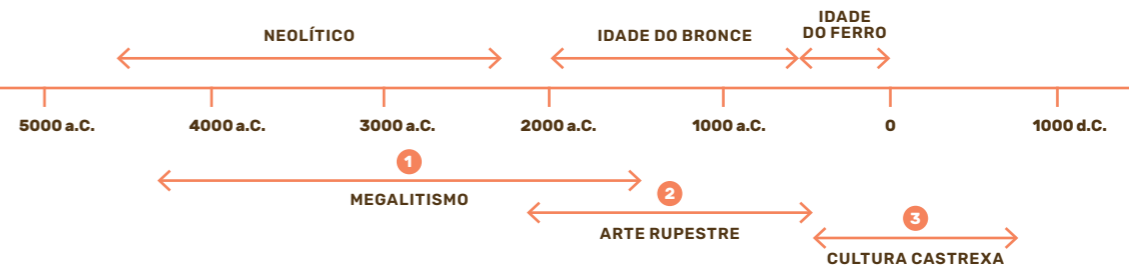 NEOLÍTICO
IDADE DO BRONCE
IDADE
DO FERRO
5000 a.C.
4000 a.C.
3000 a.C.
2000 a.C.
1000 a.C.
0
1000 d.C.
1
MEGALITISMO
2
ARTE RUPESTRE
3
CULTURA CASTREXA